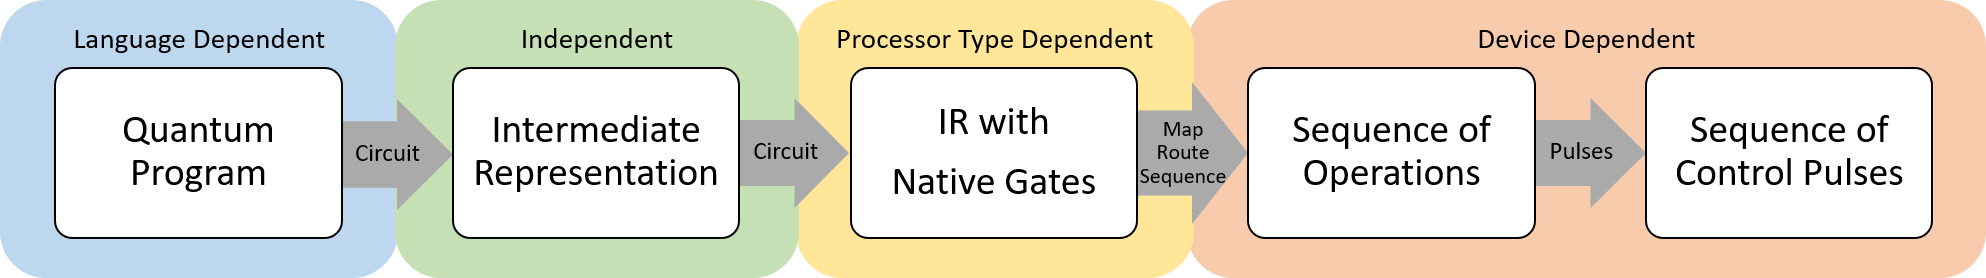 Language Dependent
Independent
Processor Type Dependent
Device Dependent
Quantum
Program
Circuit
Intermediate
Representation
Circuit
IR with
Native Gates
Map
Route
Sequence
Sequence of
Operations
Pulses
Sequence of
Control Pulses